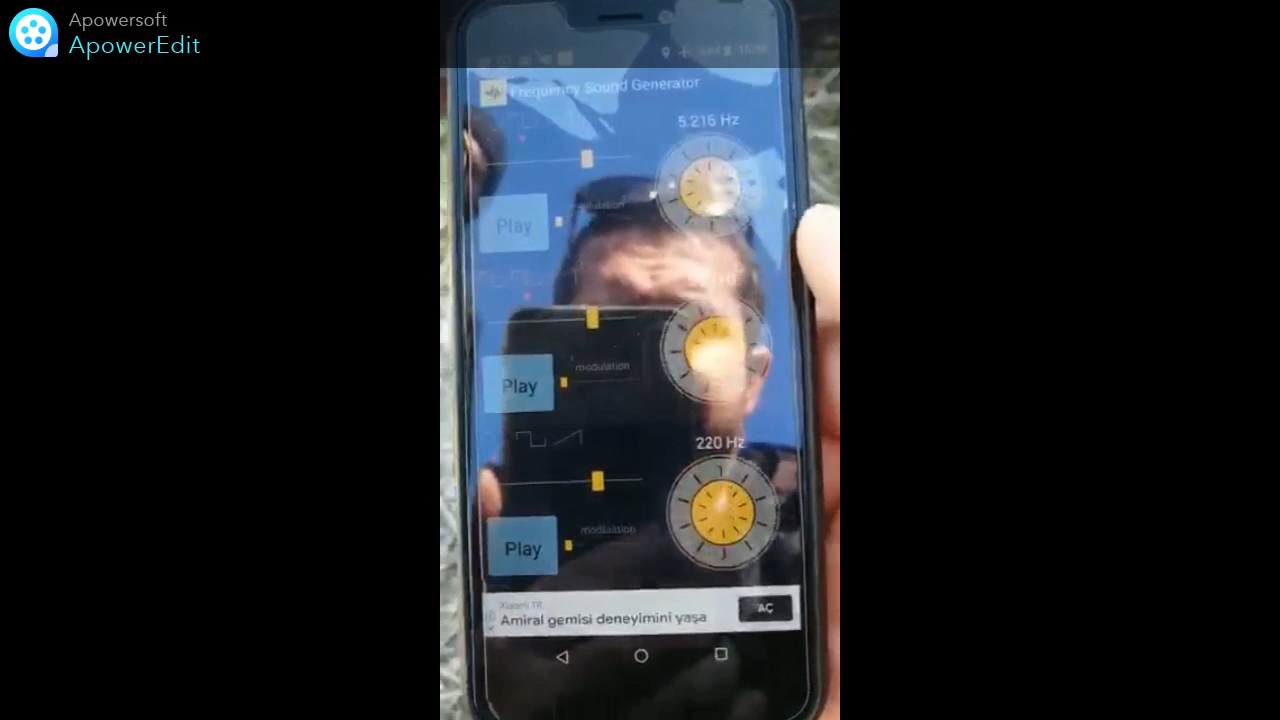 Apowersoft
ApowerEdit
Frequency Sound Generator
5.215 Hz
modulation
Play
modulation
Play
220 Hz
modulation
Play
Xiaomi TR
Amiral gemisi deneyimini yaşa
AÇ